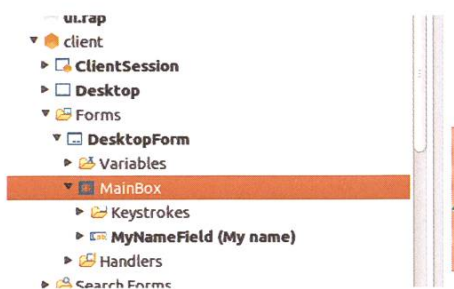 ui.rap
client
ClientSession
Desktop
Forms
DesktopForm
Variables
MainBox
Keystrokes
MyNameField (My name)
Handlers
Search Forms